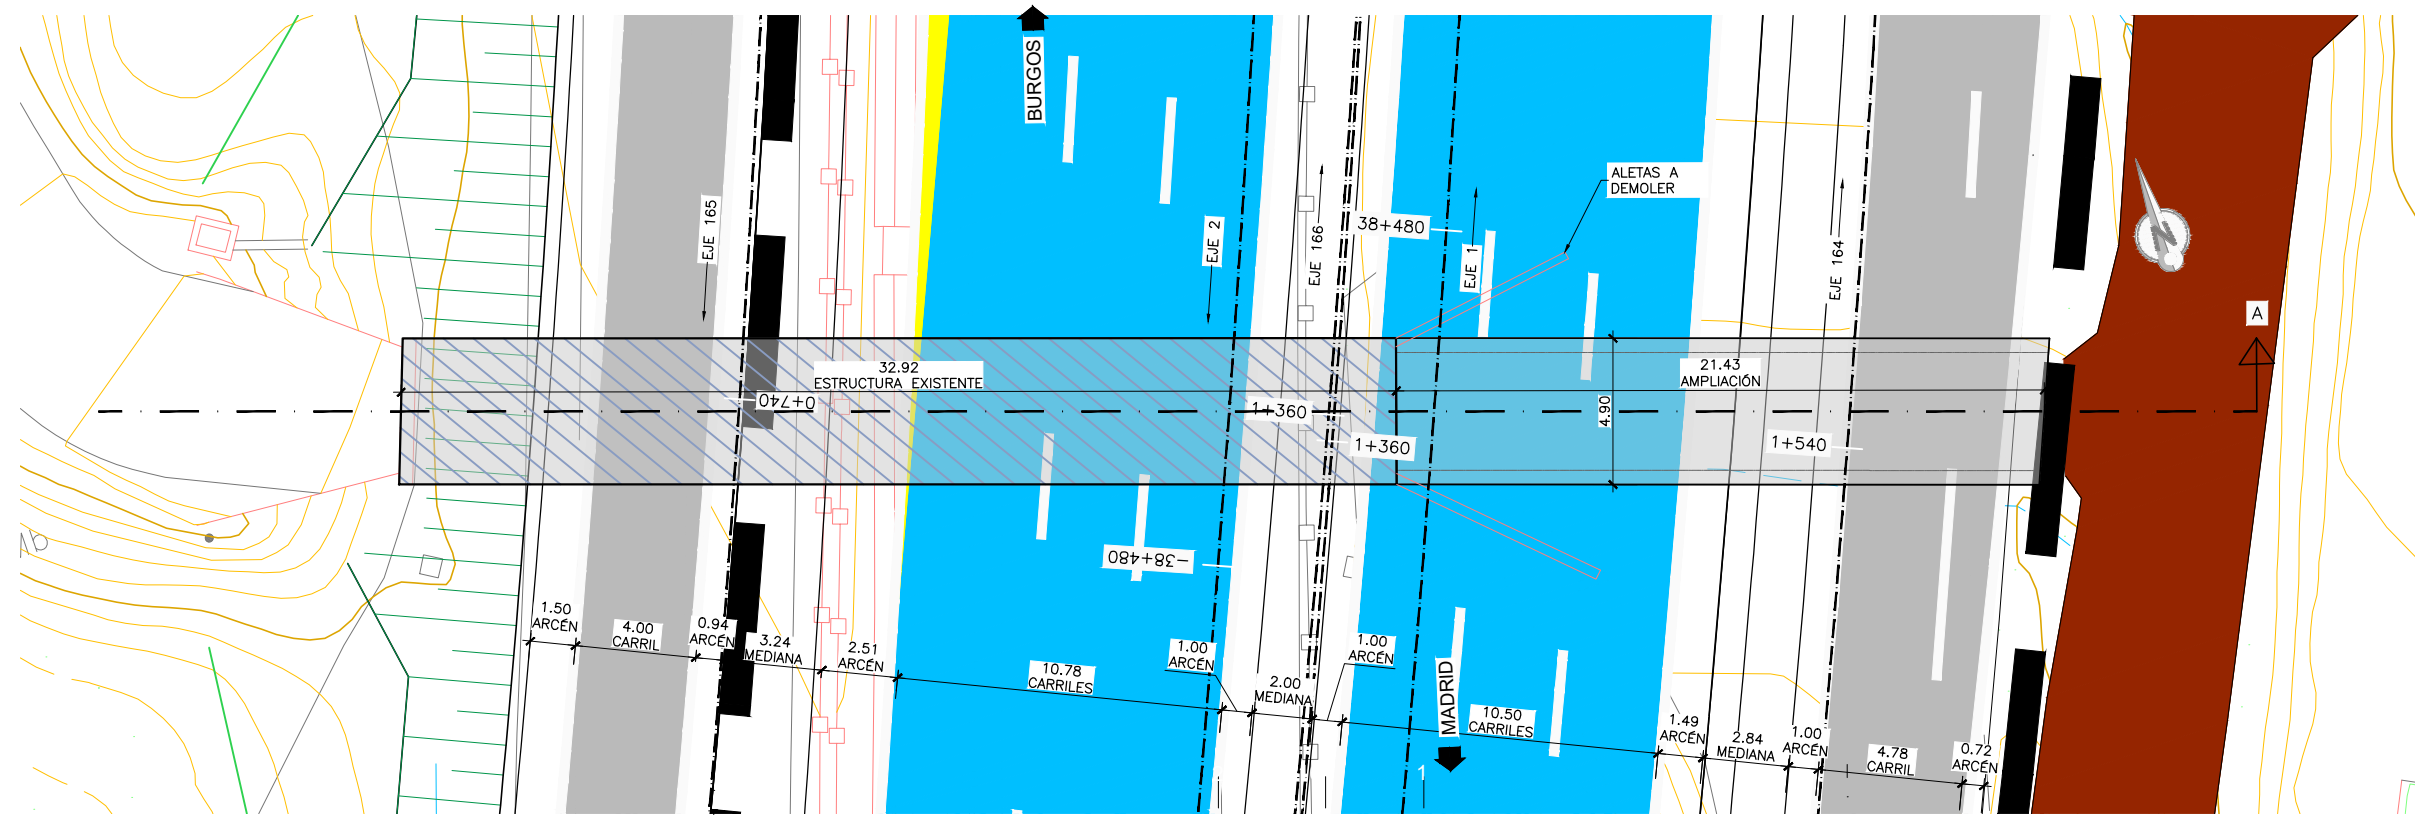 BURGOS
ALETAS A
DEMOLER
EJE 165
EJE 2
EJE 166
38+480
EJE 1
EJE 164
N
A
32.92
ESTRUCTURA EXISTENTE
21.43
AMPLIACIÓN
0+740
1+360
4.90
1+360
1+540
-38+480
1.50
ARCÉN
4.00
CARRIL
0.94
ARCÉN
3.24
MEDIANA
2.51
ARCÉN
10.78
CARRILES
1.00
ARCÉN
2.00
MEDIANA
1.00
ARCÉN
MADRID
10.50
CARRILES
1.49
ARCÉN
2.84
MEDIANA
1.00
ARCÉN
4.78
CARRIL
0.72
ARCÉN
1